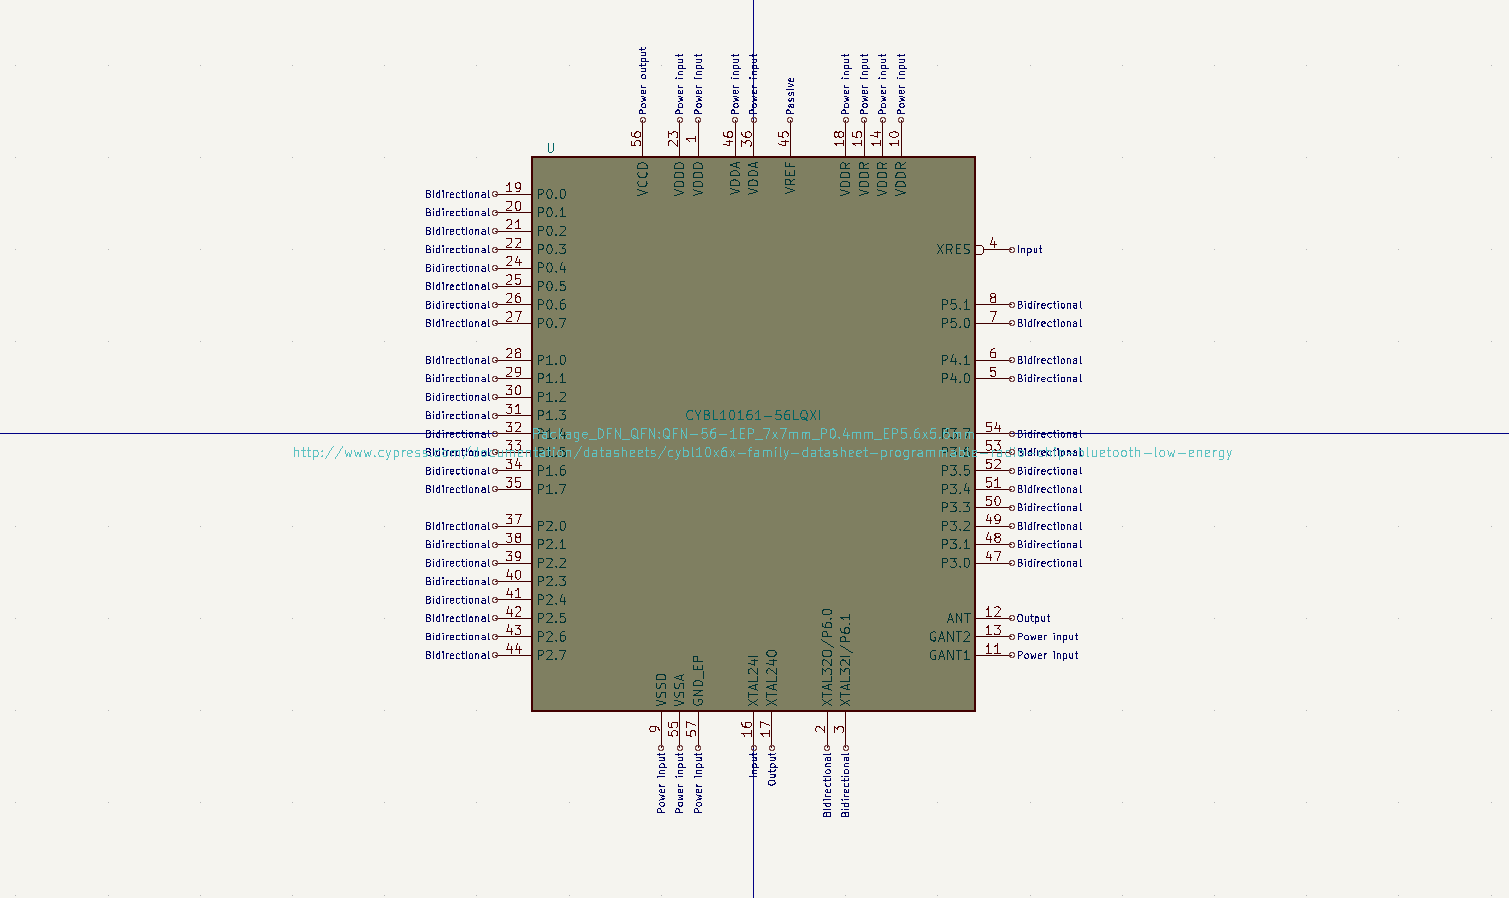 Power output
Power input
Power input
Power input
Power input
Passive
Power input
Power input
Power input
Power input
56
23
1
46
36
45
18
15
14
10
U
VCCD
VDDD
VDDD
VDDA
VDDA
VREF
VDDR
VDDR
VDDR
VDDR
Bidirectional 19 P0.0
Bidirectional 20 P0.1
Bidirectional 21 P0.2
Bidirectional 22 P0.3
Bidirectional 24 P0.4
Bidirectional 25 P0.5
Bidirectional 26 P0.6
Bidirectional 27 P0.7
Bidirectional 28 P1.0
Bidirectional 29 P1.1
Bidirectional 30 P1.2
Bidirectional 31 P1.3
Bidirectional 32 P1.4
Bidirectional 33 P1.5
Bidirectional 34 P1.6
Bidirectional 35 P1.7
Bidirectional 37 P2.0
Bidirectional 38 P2.1
Bidirectional 39 P2.2
Bidirectional 40 P2.3
Bidirectional 41 P2.4
Bidirectional 42 P2.5
Bidirectional 43 P2.6
Bidirectional 44 P2.7
CYBL10161-56LQXI
http://www.cypress.com/documentation/datasheets/cybl10x6x-family-datasheet-programmable-radio-chip-bluetooth-low-energy
XRES 4 Input
P5.1 8 Bidirectional
P5.0 7 Bidirectional
P4.1 6 Bidirectional
P4.0 5 Bidirectional
P3.7 54 Bidirectional
P3.6 53 Bidirectional
P3.5 52 Bidirectional
P3.4 51 Bidirectional
P3.3 50 Bidirectional
P3.2 49 Bidirectional
P3.1 48 Bidirectional
P3.0 47 Bidirectional
ANT 12 Output
GANT2 13 Power input
GANT1 11 Power input
VSSD
VSSA
GND_EP
XTAL24I
XTAL24O
XTAL32O/P6.0
XTAL32I/P6.1
9
55
57
16
17
2
3
Power input
Power input
Power input
Input
Output
Bidirectional
Bidirectional